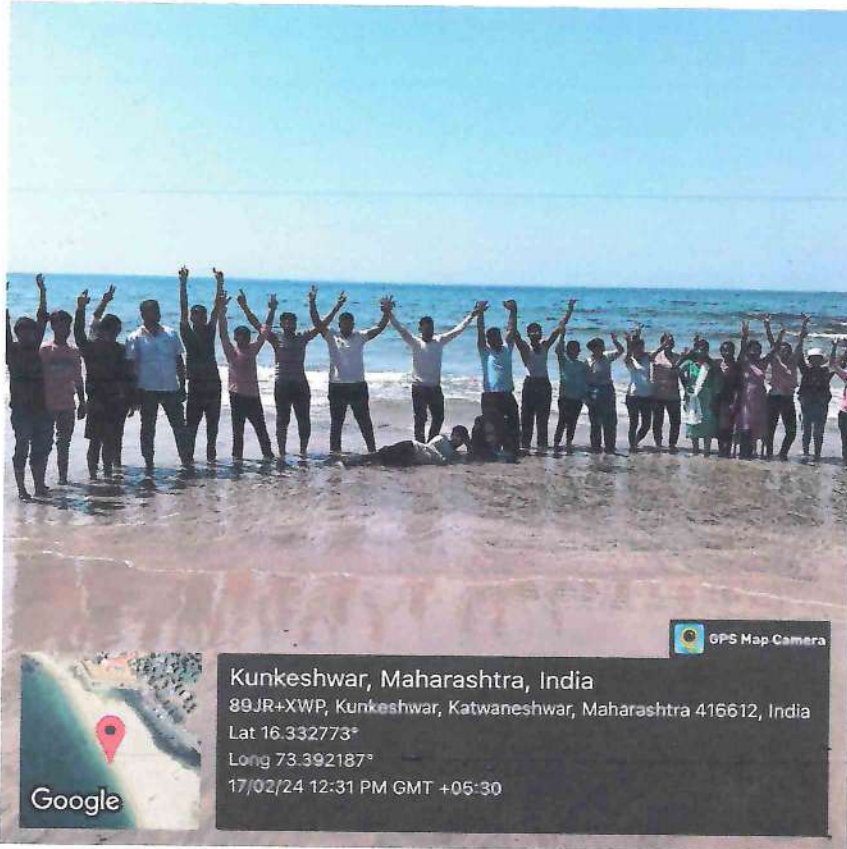 GPS Map Camera
Kunkeshwar, Maharashtra, India
89JR+XWP, Kunkeshwar, Katwaneshwar, Maharashtra 416612, India
Lat 16.332773°
Long 73.392187°
17/02/24 12:31 PM GMT +05:30
Google